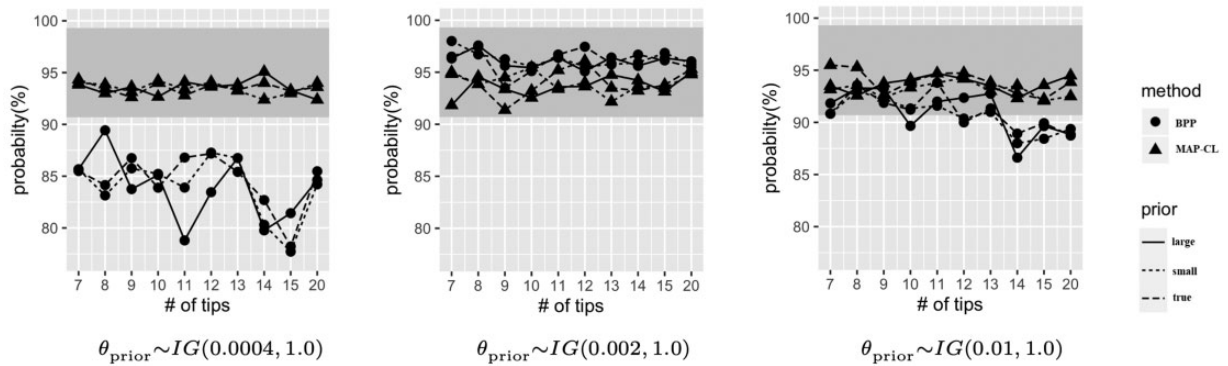 100
95
90
85
80
probabilty(%)
7 8 9 10 11 12 13 14 15 20
# of tips
θprior~IG(0.0004, 1.0)
100
95
90
85
80
probability(%)
7 8 9 10 11 12 13 14 15 20
# of tips
θprior~IG(0.002, 1.0)
100
95
90
85
80
probability(%)
7 8 9 10 11 12 13 14 15 20
# of tips
θprior~IG(0.01, 1.0)
method
BPP
MAP-CL
prior
large
small
true